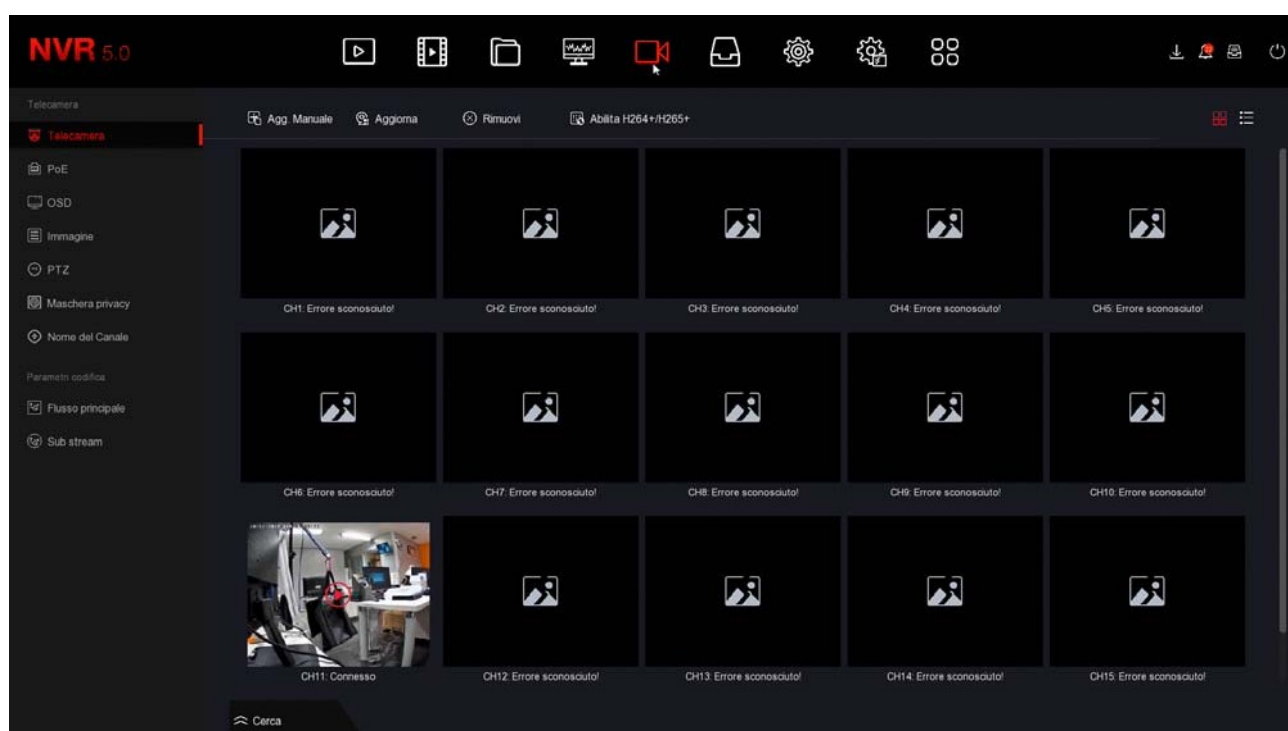 NVR 5.0
Telecamera
Telecamera
PoE
OSD
Immagine
PTZ
Maschera privacy
Nome del Canale
Parametri codifica
Flusso principale
Sub stream
Agg. Manuale Aggiorna Rimuovi Abilita H264+/H265+
CH1: Errore sconosciuto! CH2: Errore sconosciuto! CH3: Errore sconosciuto! CH4: Errore sconosciuto! CH5: Errore sconosciuto!
CH6: Errore sconosciuto! CH7: Errore sconosciuto! CH8: Errore sconosciuto! CH9: Errore sconosciuto! CH10: Errore sconosciuto!
CH11: Connesso CH12: Errore sconosciuto! CH13: Errore sconosciuto! CH14: Errore sconosciuto! CH15: Errore sconosciuto!
Cerca